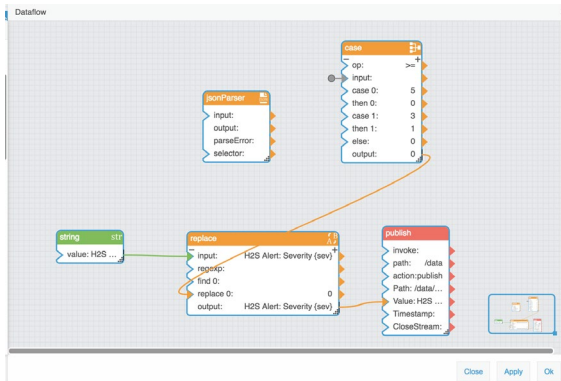 Dataflow
case
− +
op: >=
input:
case 0: 5
then 0: 0
case 1: 3
then 1: 1
else: 0
output: 0
jsonParser
input:
output:
parseError:
selector:
string str
value: H2S ...
replace
− +
input: H2S Alert: Severity {sev}
regexp:
find 0:
replace 0: 0
output: H2S Alert: Severity {sev}
publish
invoke:
path: /data
action:publish
Path: /data/...
Value: H2S ...
Timestamp:
CloseStream:
Close Apply Ok